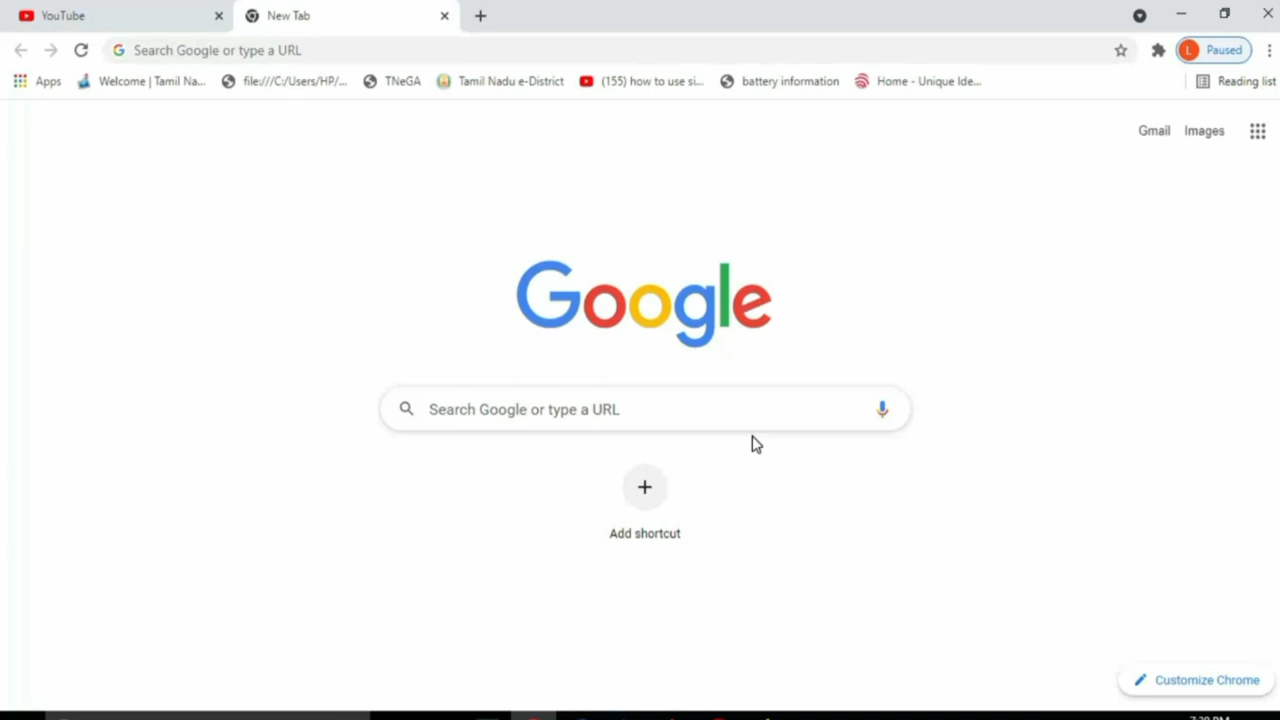 YouTube
New Tab
Search Google or type a URL
L Paused
Apps
Welcome | Tamil Na...
file:///C:/Users/HP/...
TNeGA
Tamil Nadu e-District
(155) how to use si...
battery information
Home - Unique Ide...
Reading list
Gmail Images
Google
Search Google or type a URL
Add shortcut
Customize Chrome